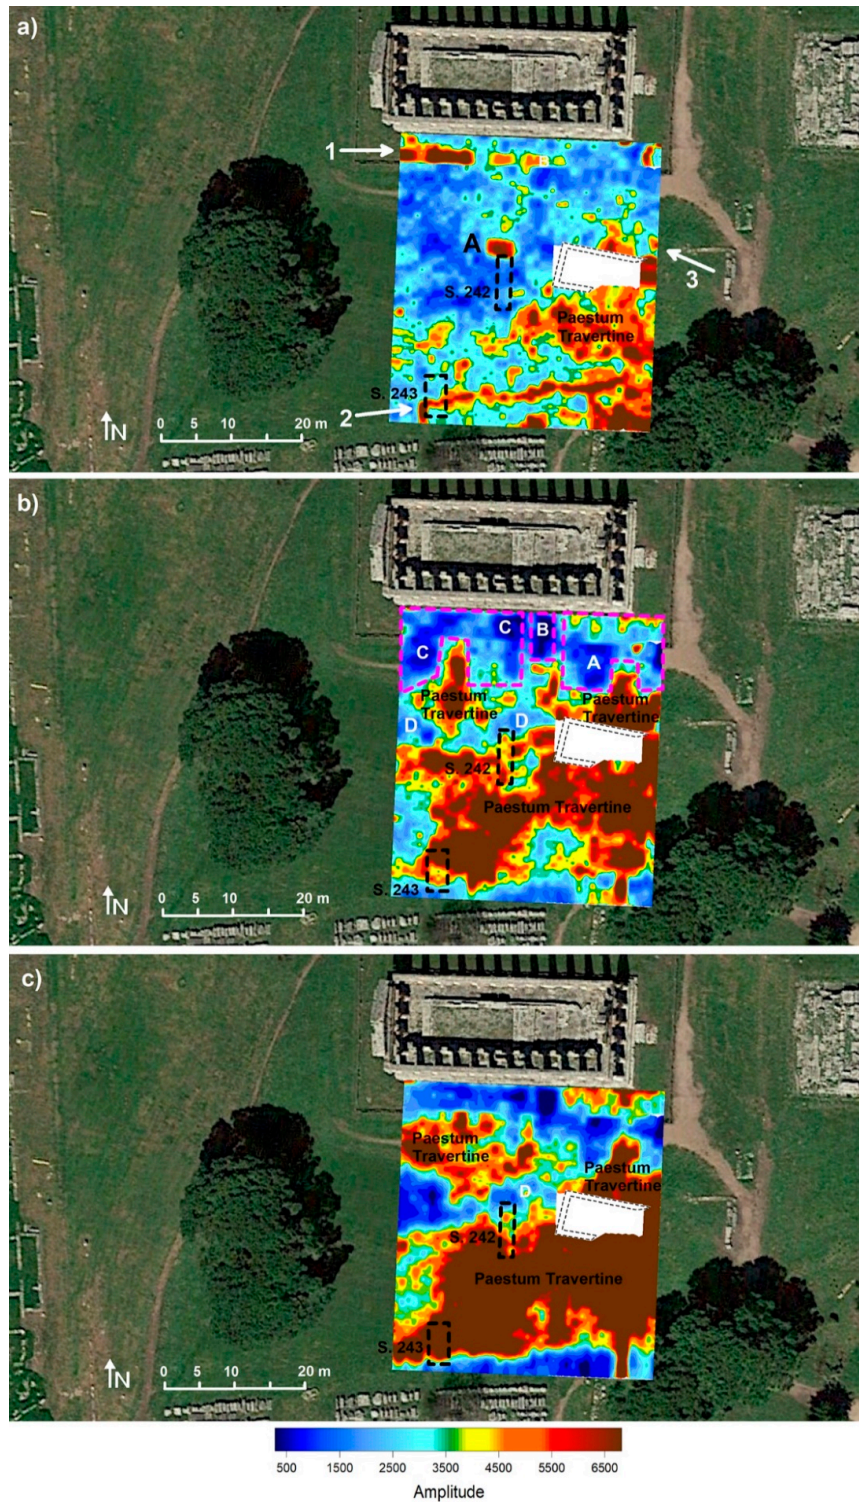 a)
1
B
A
S. 242
3
Paestum
Travertine
S. 243
2
N
0 5 10 20 m
b)
C
B
C
A
Paestum
Travertine
Paestum
Travertine
D
D
S. 242
Paestum Travertine
S. 243
N
0 5 10 20 m
c)
Paestum
Travertine
Paestum
Travertine
D
S. 242
Paestum Travertine
S. 243
N
0 5 10 20 m
500 1500 2500 3500 4500 5500 6500
Amplitude